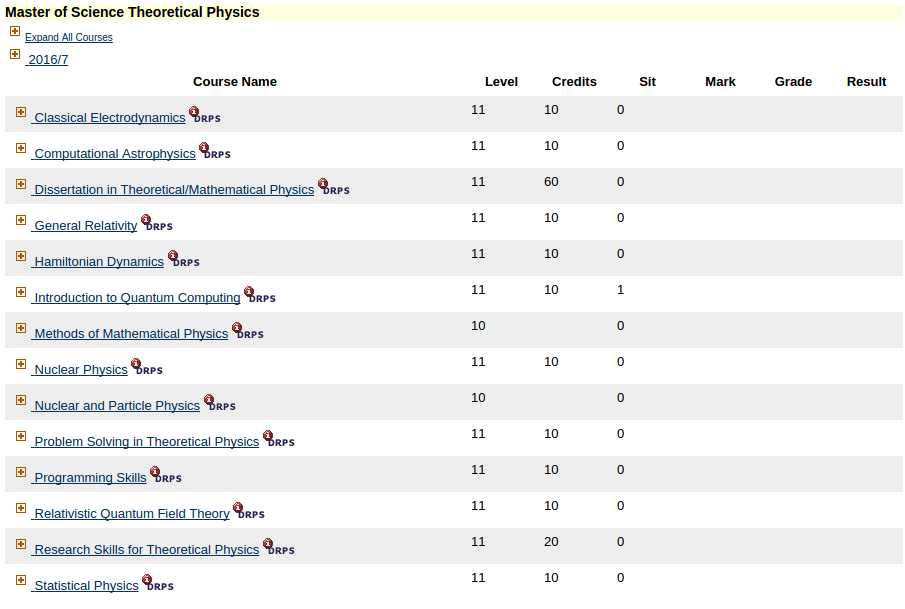 Master of Science Theoretical Physics
Expand All Courses
2016/7
Course Name Level Credits Sit Mark Grade Result
Classical Electrodynamics DRPS 11 10 0
Computational Astrophysics DRPS 11 10 0
Dissertation in Theoretical/Mathematical Physics DRPS 11 60 0
General Relativity DRPS 11 10 0
Hamiltonian Dynamics DRPS 11 10 0
Introduction to Quantum Computing DRPS 11 10 1
Methods of Mathematical Physics DRPS 10 0
Nuclear Physics DRPS 11 10 0
Nuclear and Particle Physics DRPS 10 0
Problem Solving in Theoretical Physics DRPS 11 10 0
Programming Skills DRPS 11 10 0
Relativistic Quantum Field Theory DRPS 11 10 0
Research Skills for Theoretical Physics DRPS 11 20 0
Statistical Physics DRPS 11 10 0